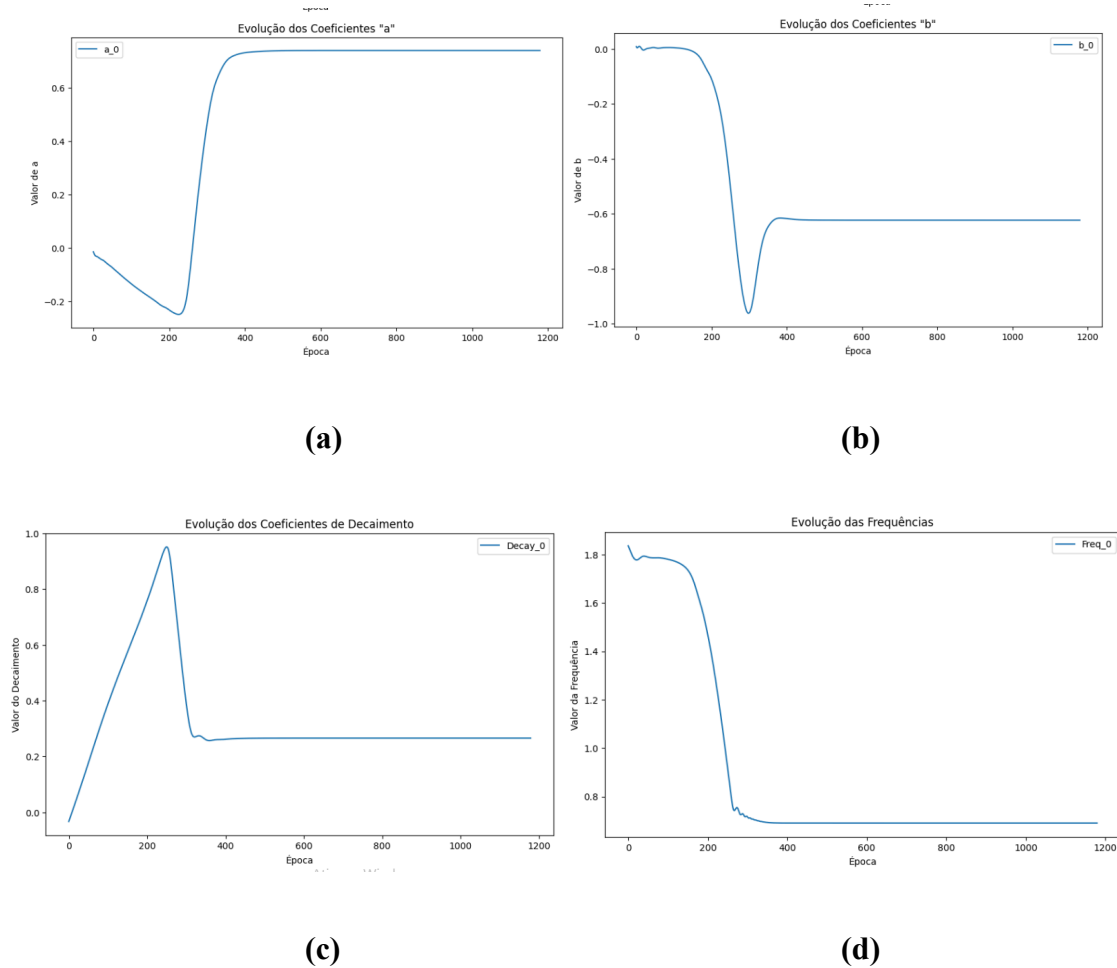 Evolução dos Coeficientes "a"
a_0
Valor de a
0.6
0.4
0.2
0.0
−0.2
0 200 400 600 800 1000 1200
Época
(a)
Época
Evolução dos Coeficientes "b"
b_0
Valor de b
0.0
−0.2
−0.4
−0.6
−0.8
−1.0
0 200 400 600 800 1000 1200
Época
(b)
Evolução dos Coeficientes de Decaimento
Decay_0
Valor do Decaimento
1.0
0.8
0.6
0.4
0.2
0.0
0 200 400 600 800 1000 1200
Época
(c)
Evolução das Frequências
Freq_0
Valor da Frequência
1.8
1.6
1.4
1.2
1.0
0.8
0 200 400 600 800 1000 1200
Época
(d)